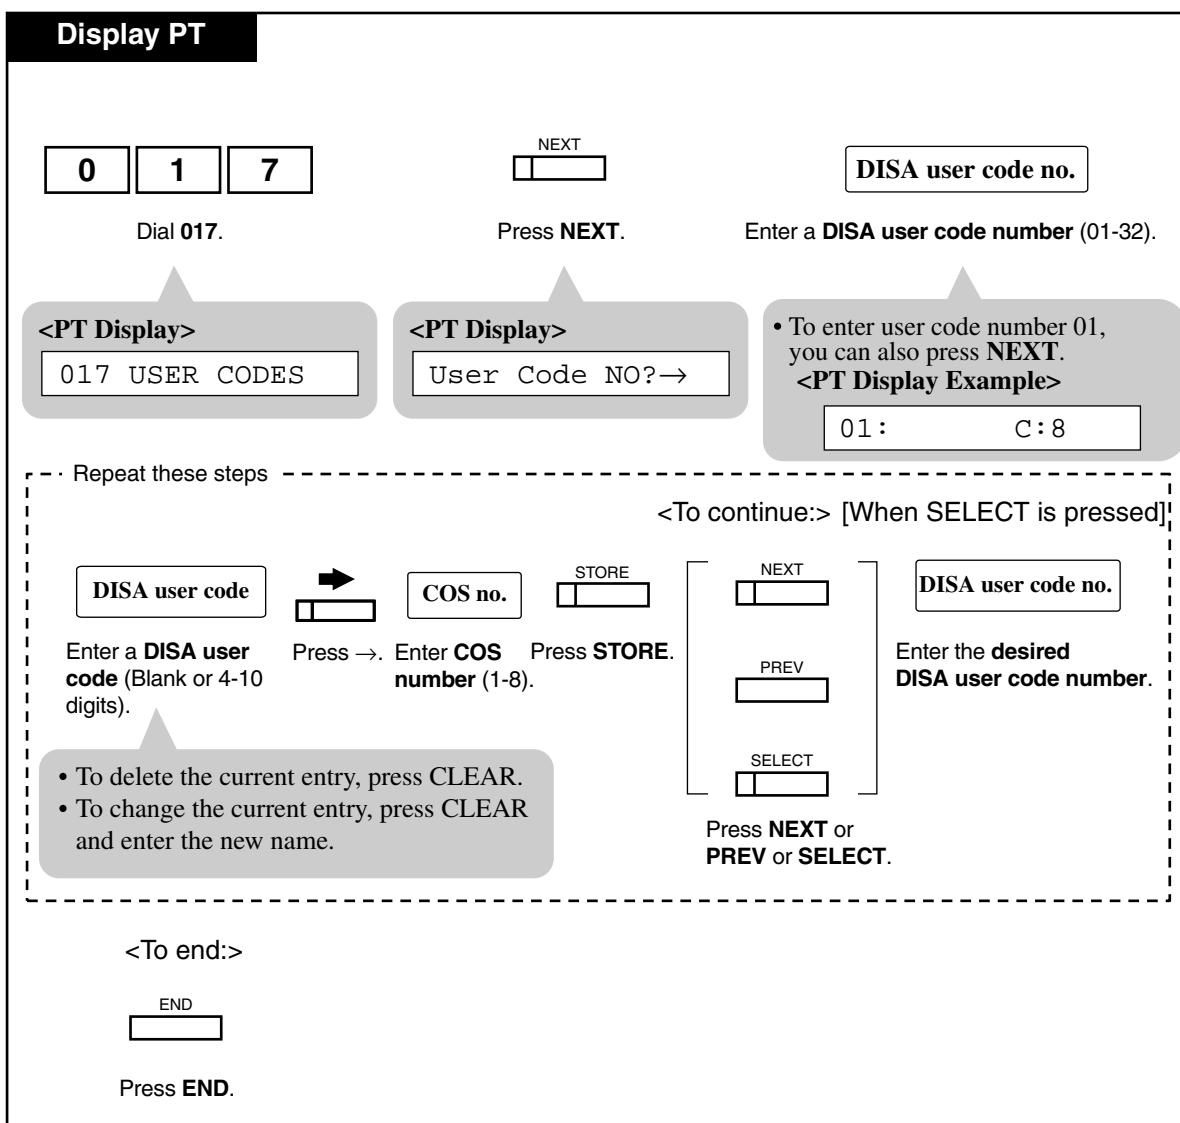 Display PT
0 1 7
NEXT
DISA user code no.
Dial 017.
Press NEXT.
Enter a DISA user code number (01-32).
<PT Display>
017 USER CODES
<PT Display>
User Code NO?→
• To enter user code number 01,
you can also press NEXT.
<PT Display Example>
01: C:8
Repeat these steps
<To continue:> [When SELECT is pressed]
DISA user code
COS no.
STORE
NEXT
DISA user code no.
Enter a DISA user
code (Blank or 4-10
digits).
Press →.
Enter COS
number (1-8).
Press STORE.
PREV
Enter the desired
DISA user code number.
SELECT
• To delete the current entry, press CLEAR.
• To change the current entry, press CLEAR
and enter the new name.
Press NEXT or
PREV or SELECT.
<To end:>
END
Press END.